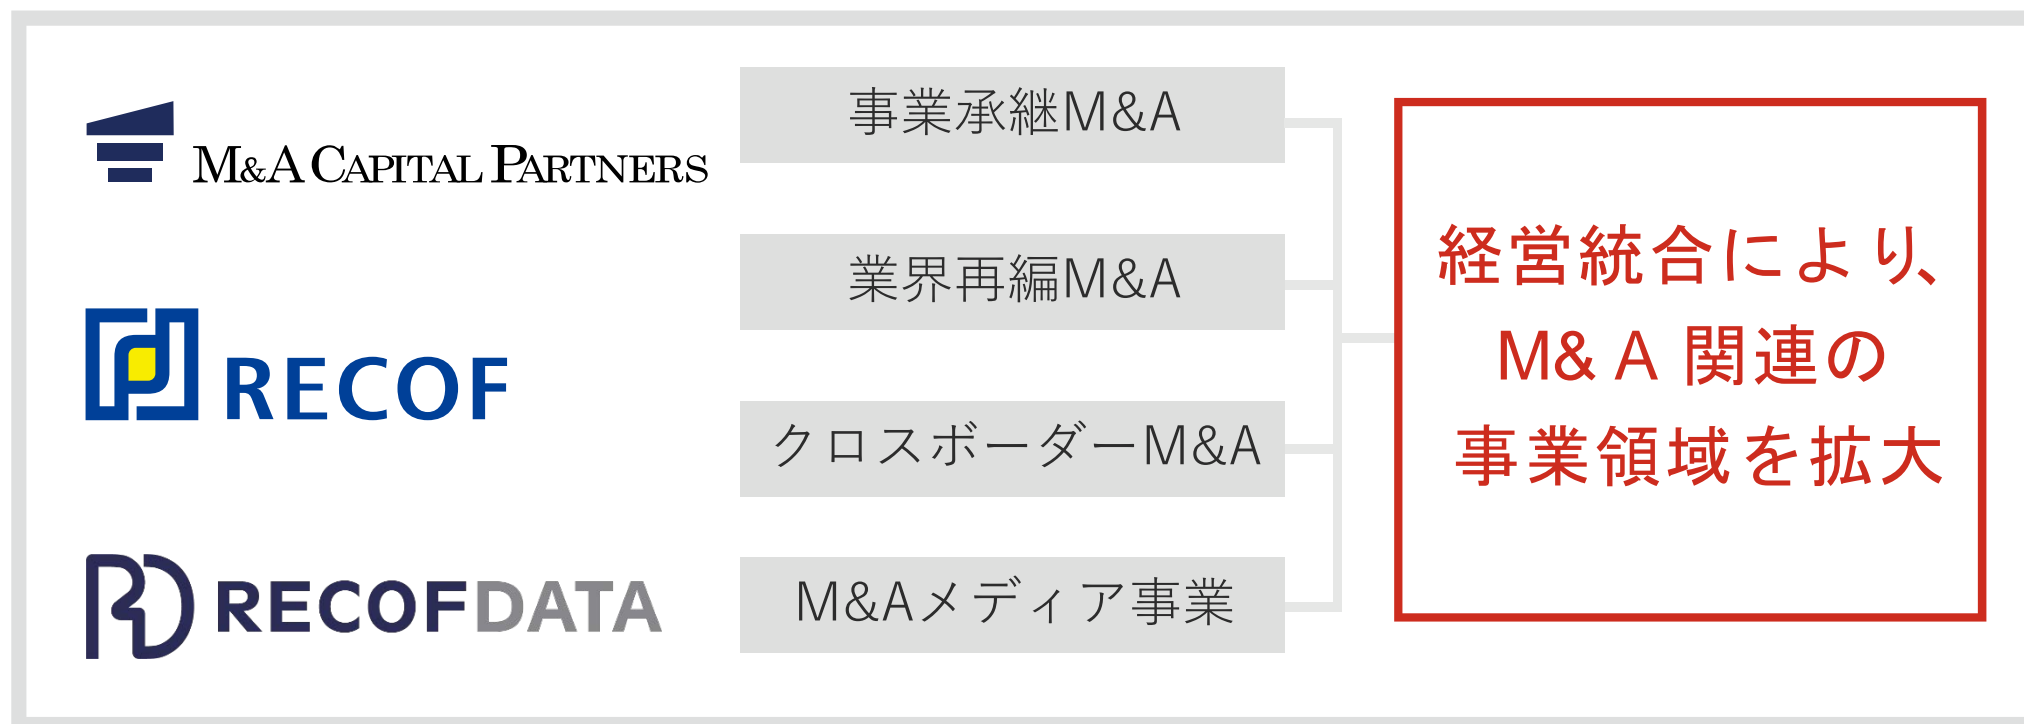 M&A CAPITAL PARTNERS
RECOF
RECOFDATA
事業承継M&A
業界再編M&A
クロスボーダーM&A
M&Aメディア事業
経営統合により、
M&A関連の
事業領域を拡大